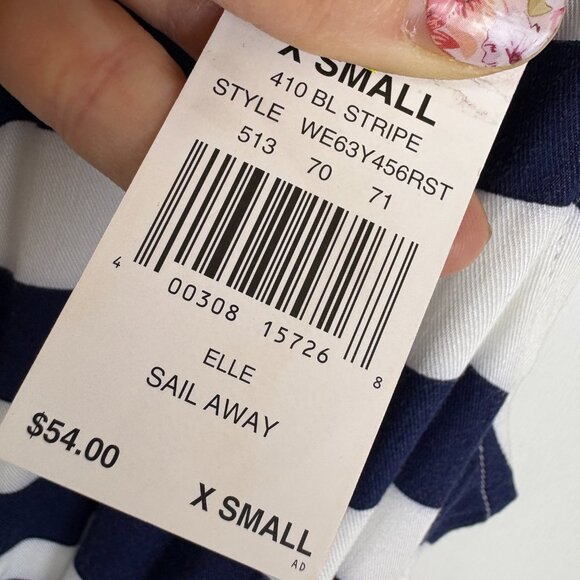 X SMALL
410 BL STRIPE
STYLE WE63Y456RST
513 70 71
4 00308 15726 8
ELLE
SAIL AWAY
$54.00
X SMALL
AD